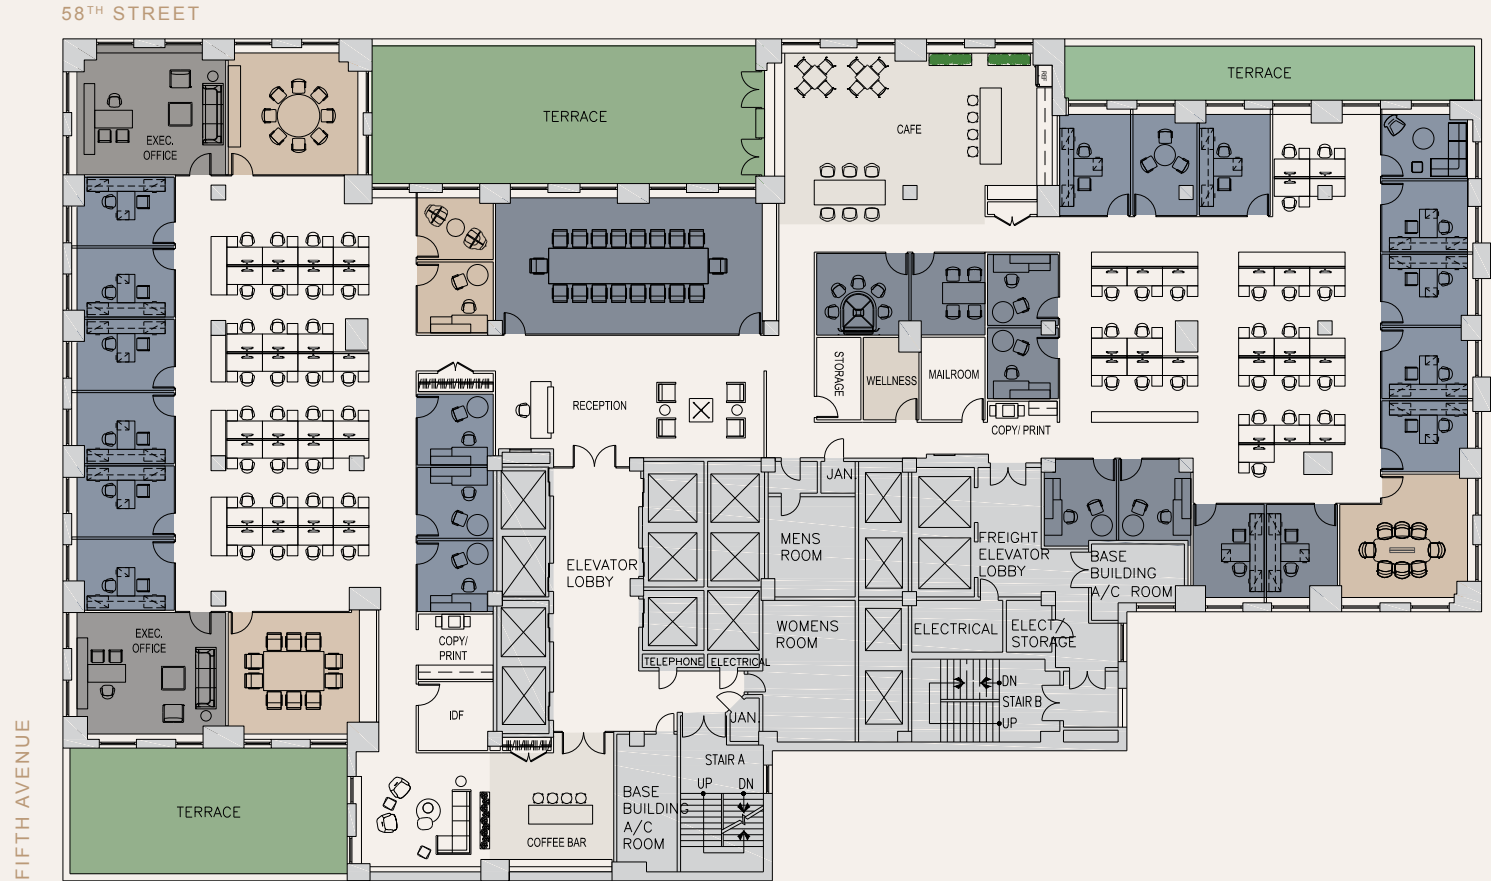 58TH STREET
TERRACE
TERRACE
REF
CAFE
EXEC.
OFFICE
STORAGE
WELLNESS
MAILROOM
RECEPTION
COPY/ PRINT
JAN.
MENS
ROOM
FREIGHT
ELEVATOR
LOBBY
BASE
BUILDING
A/C ROOM
ELEVATOR
LOBBY
WOMENS
ROOM
ELECTRICAL
ELECT/
STORAGE
EXEC.
OFFICE
COPY/
PRINT
TELEPHONE
ELECTRICAL
DN
STAIR B
UP
IDF
JAN.
STAIR A
UP
DN
BASE
BUILDING
A/C
ROOM
COFFEE BAR
TERRACE
FIFTH AVENUE